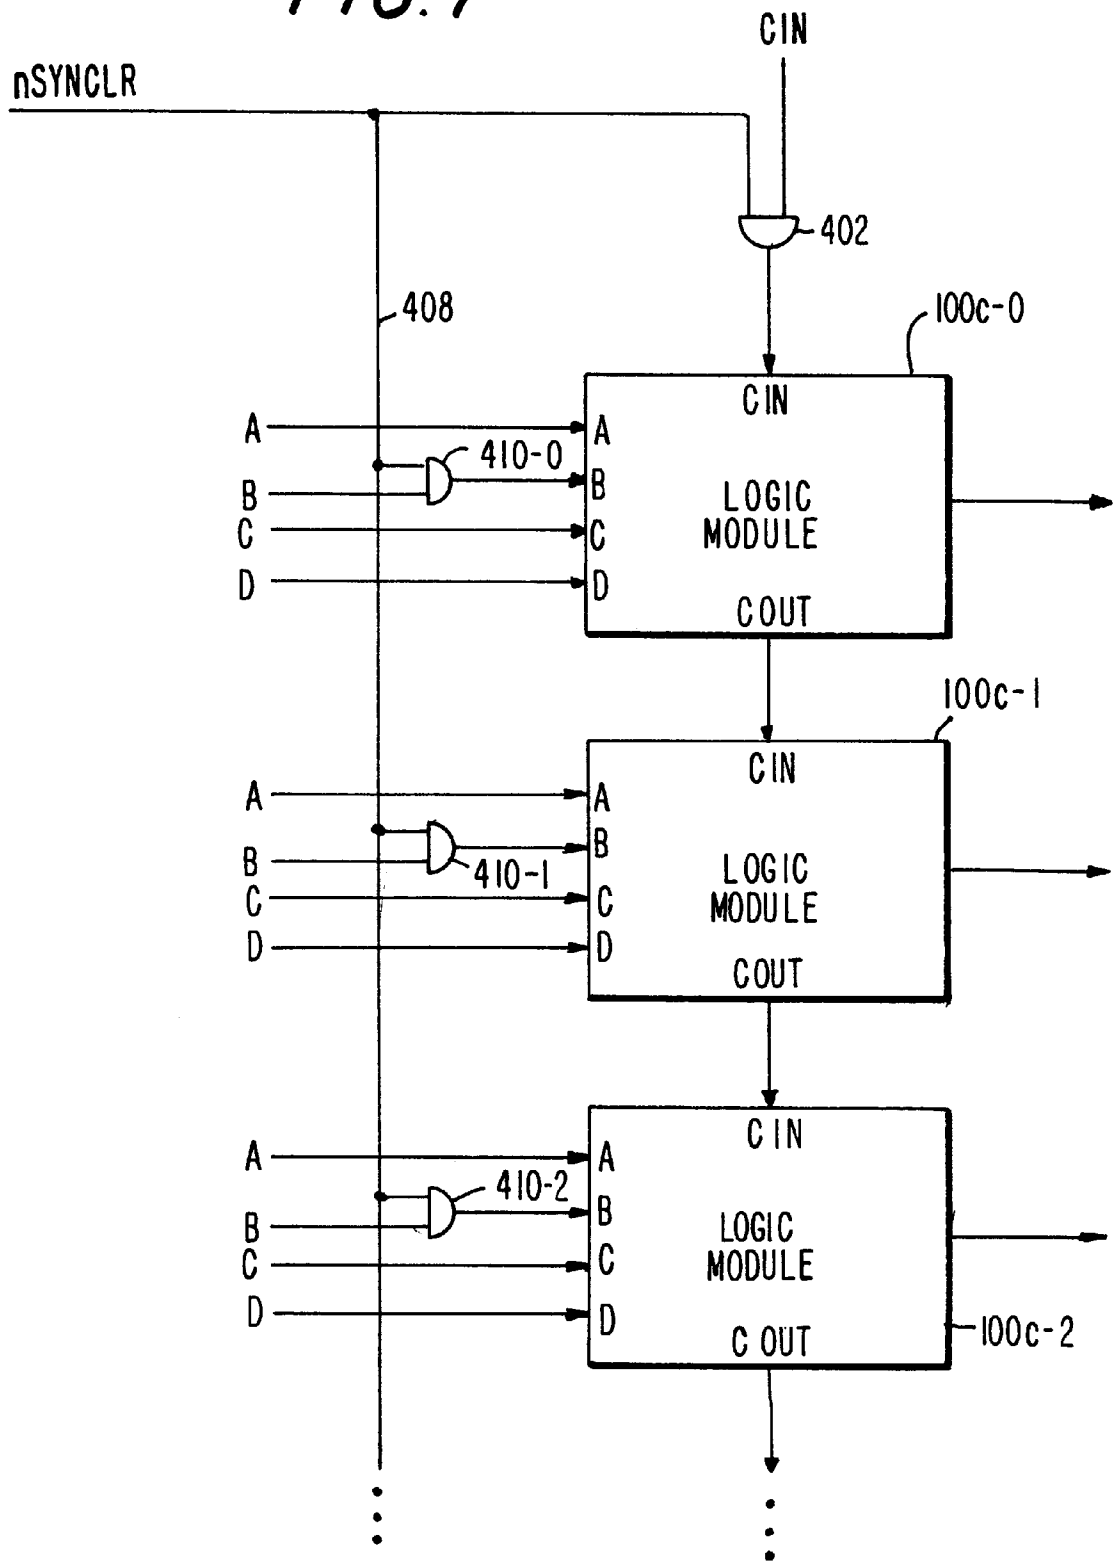 CIN
nSYNCLR
402
408
100c-0
CIN
A
A
410-0
B
B
LOGIC
MODULE
C
C
D
D
COUT
100c-1
CIN
A
A
B
B
410-1
LOGIC
MODULE
C
C
D
D
COUT
CIN
A
A
410-2
B
B
LOGIC
MODULE
C
C
D
D
C OUT
100c-2